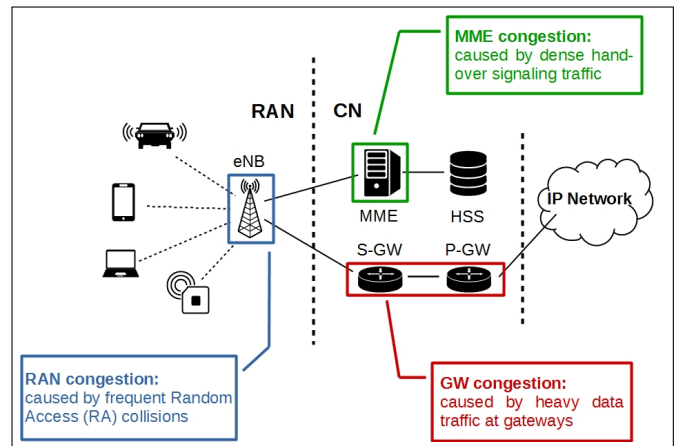 MME congestion:
caused by dense hand-
over signaling traffic
RAN
CN
eNB
MME
HSS
IP Network
S-GW
P-GW
RAN congestion:
caused by frequent Random
Access (RA) collisions
GW congestion:
caused by heavy data
traffic at gateways